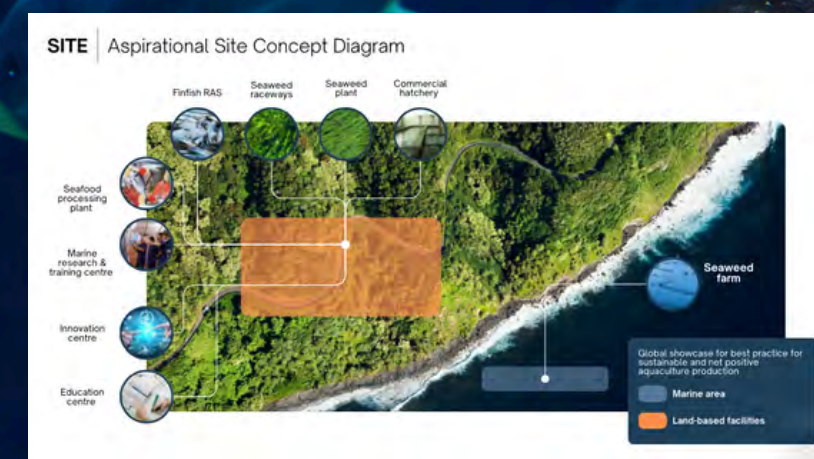 SITE | Aspirational Site Concept Diagram
Finfish RAS
Seaweed
raceways
Seaweed
plant
Commercial
hatchery
Seafood
processing
plant
Marine
research &
training centre
Innovation
centre
Education
centre
Seaweed
farm
Global showcase for best practice for
sustainable and net positive
aquaculture production
Marine area
Land-based facilities